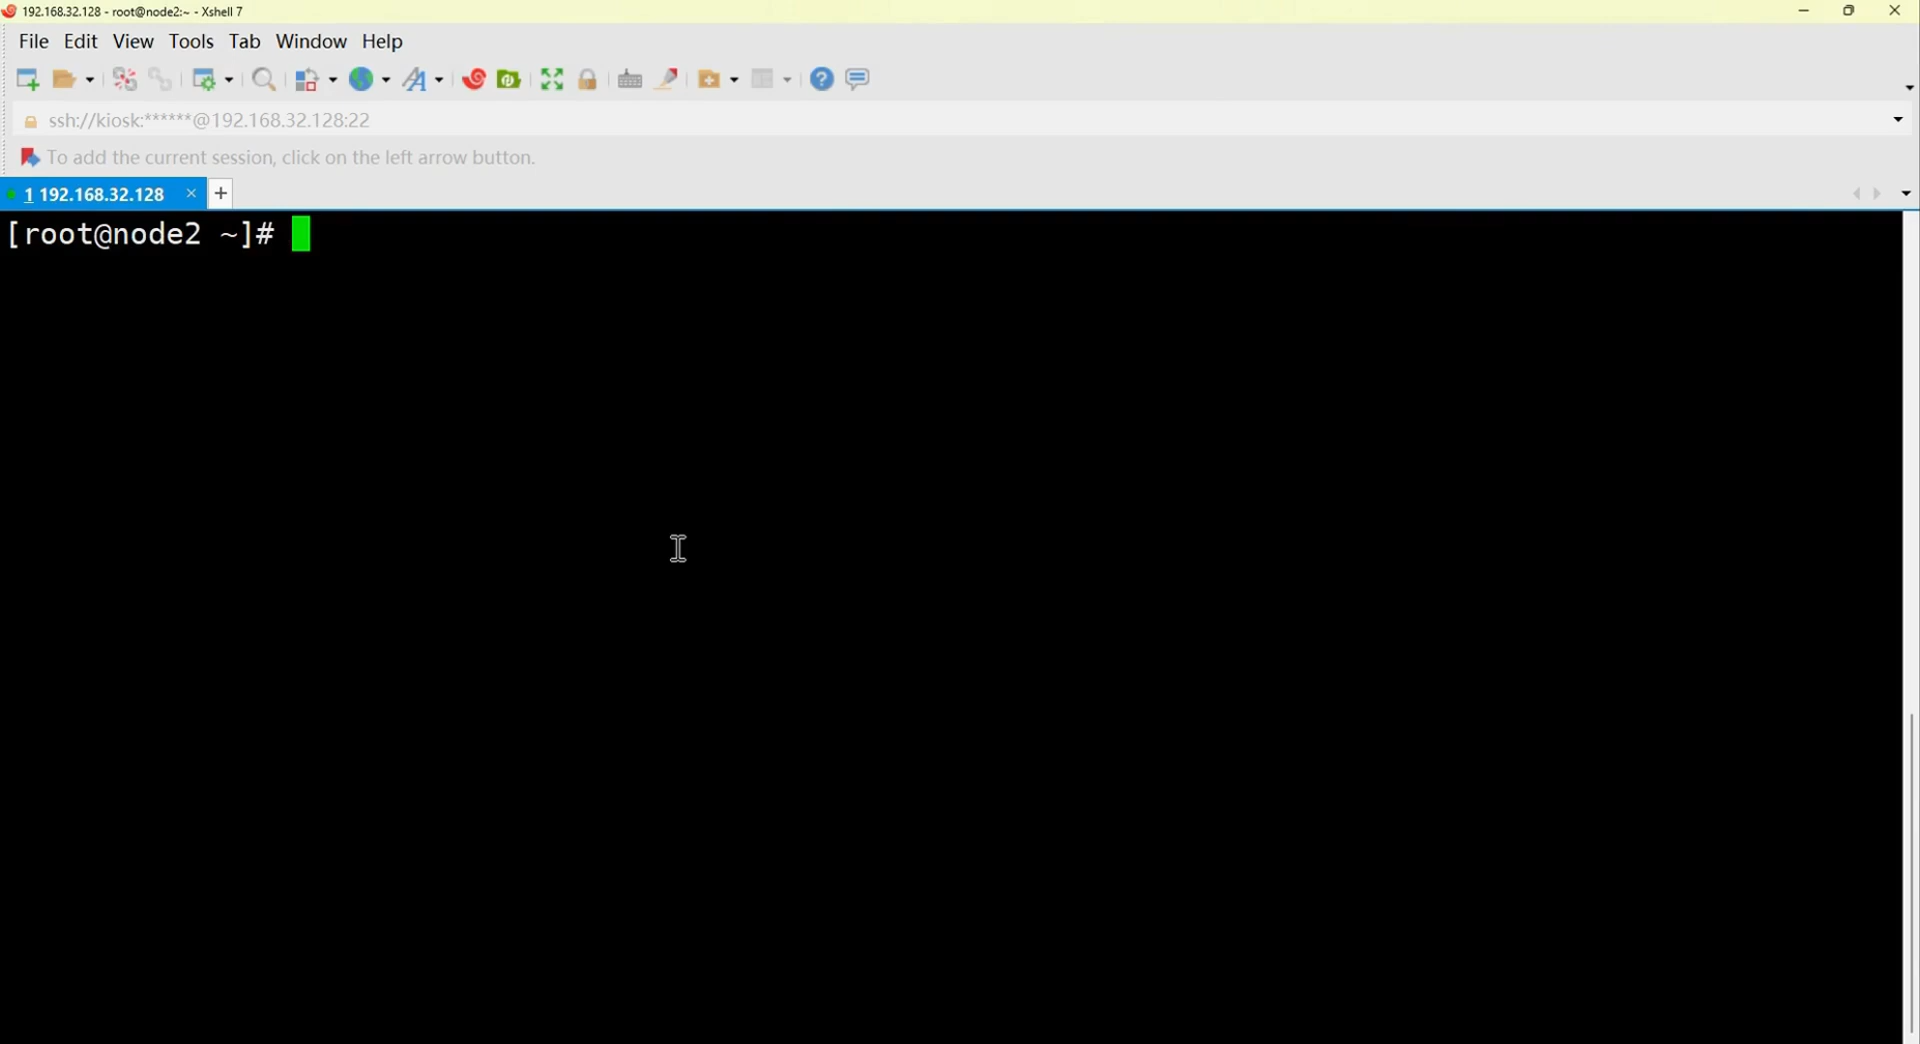 192.168.32.128 - root@node2:~ - Xshell 7
File Edit View Tools Tab Window Help
ssh://kiosk:******@192.168.32.128:22
To add the current session, click on the left arrow button.
1 192.168.32.128 × +
[root@node2 ~]#